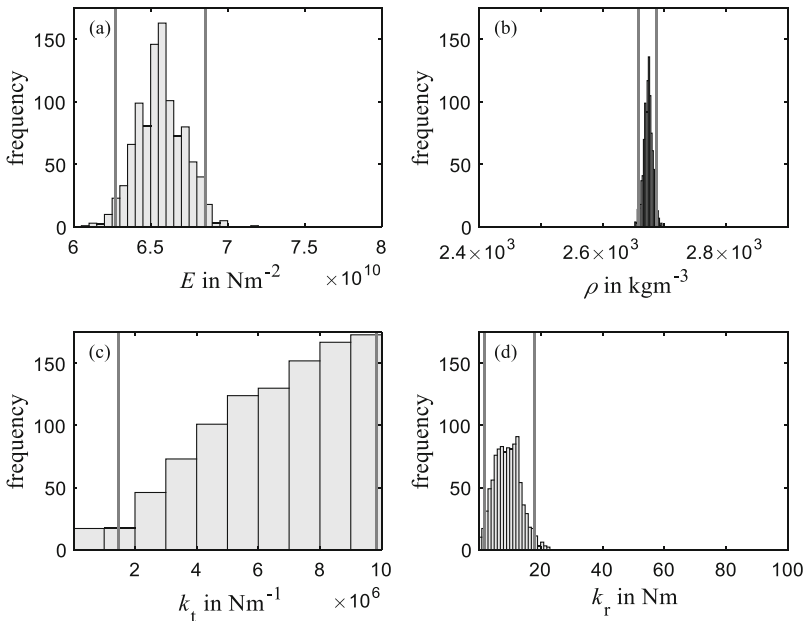 (a)
frequency
150
100
50
0
6 6.5 7 7.5 8
E in Nm-2 ×10^10
(b)
frequency
150
100
50
0
2.4×10^3 2.6×10^3 2.8×10^3
ρ in kgm-3
(c)
frequency
150
100
50
0
2 4 6 8 10
k_t in Nm-1 ×10^6
(d)
frequency
150
100
50
0
20 40 60 80 100
k_r in Nm